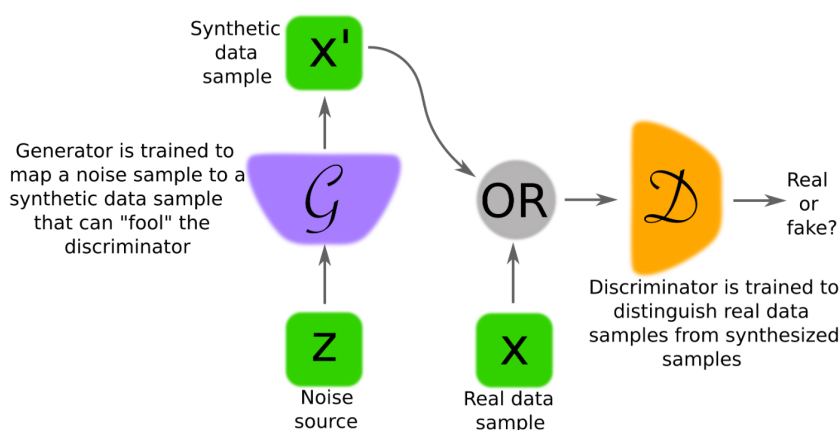 Synthetic
data
sample
x'
Generator is trained to
map a noise sample to a
synthetic data sample
that can "fool" the
discriminator
G
z
Noise
source
OR
x
Real data
sample
D
Real
or
fake?
Discriminator is trained to
distinguish real data
samples from synthesized
samples